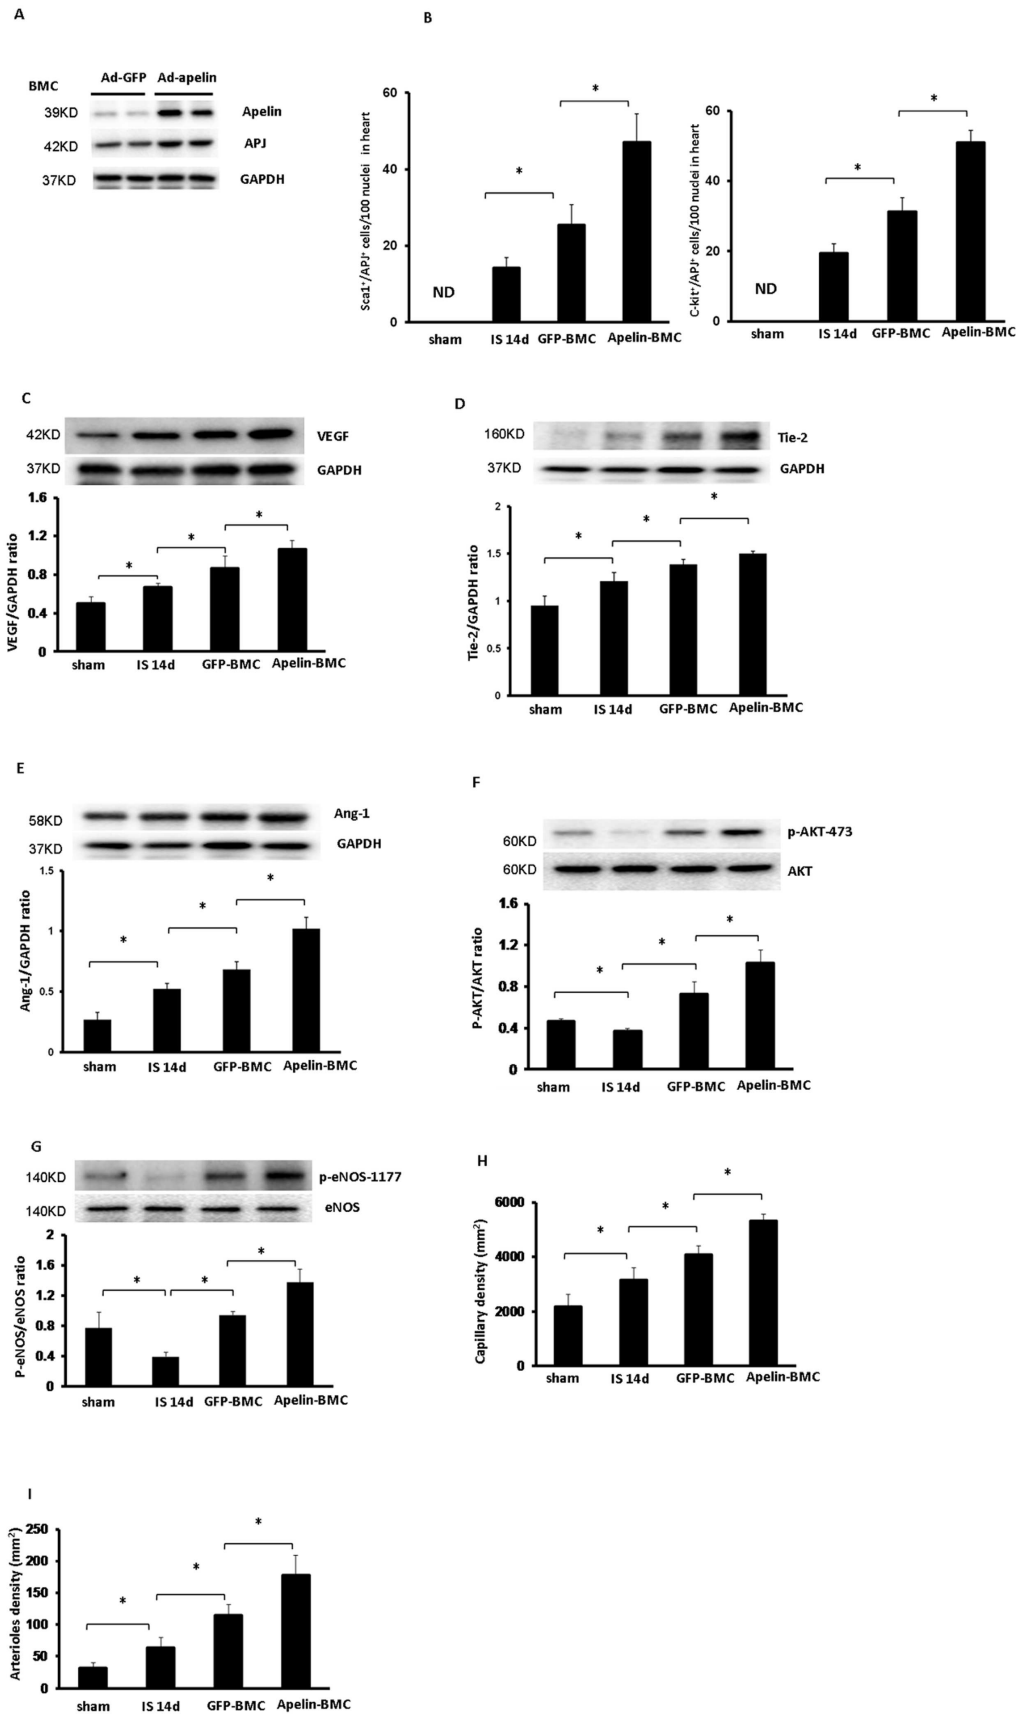 A
B
Ad-GFP Ad-apelin
BMC
39KD Apelin
42KD APJ
37KD GAPDH
Sca1⁺/APJ⁺ cells/100 nuclei in heart
60
40
20
0
ND
*
*
sham IS 14d GFP-BMC Apelin-BMC
C-kit⁺/APJ⁺ cells/100 nuclei in heart
60
40
20
0
ND
*
*
sham IS 14d GFP-BMC Apelin-BMC
C
42KD VEGF
37KD GAPDH
VEGF/GAPDH ratio
1.6
1.2
0.8
0.4
0
*
*
*
sham IS 14d GFP-BMC Apelin-BMC
D
160KD Tie-2
37KD GAPDH
Tie-2/GAPDH ratio
2
1.5
1
0.5
0
*
*
*
sham IS 14d GFP-BMC Apelin-BMC
E
58KD Ang-1
37KD GAPDH
Ang-1/GAPDH ratio
1.5
1
0.5
0
*
*
*
sham IS 14d GFP-BMC Apelin-BMC
F
60KD p-AKT-473
60KD AKT
P-AKT/AKT ratio
1.6
1.2
0.8
0.4
0
*
*
*
sham IS 14d GFP-BMC Apelin-BMC
G
140KD p-eNOS-1177
140KD eNOS
P-eNOS/eNOS ratio
2
1.6
1.2
0.8
0.4
0
*
*
*
sham IS 14d GFP-BMC Apelin-BMC
H
Capillary density (mm²)
6000
4000
2000
0
*
*
*
sham IS 14d GFP-BMC Apelin-BMC
I
Arterioles density (mm²)
250
200
150
100
50
0
*
*
*
sham IS 14d GFP-BMC Apelin-BMC